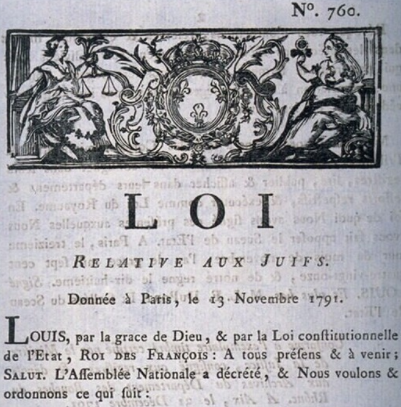 Nº. 760.
LOI
RELATIVE AUX JUIFS.
Donnée à Paris, le 13 Novembre 1791.
LOUIS, par la grace de Dieu, & par la Loi conſtitutionnelle
de l'Etat, ROI DES FRANÇOIS: A tous préſens & à venir;
SALUT. L'Aſſemblée Nationale a décrété, & Nous voulons &
ordonnons ce qui ſuit: